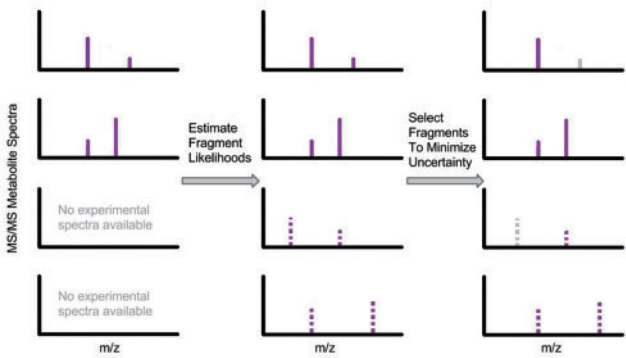 MS/MS Metabolite Spectra
Estimate
Fragment
Likelihoods
Select
Fragments
To Minimize
Uncertainty
No experimental
spectra available
No experimental
spectra available
m/z
m/z
m/z